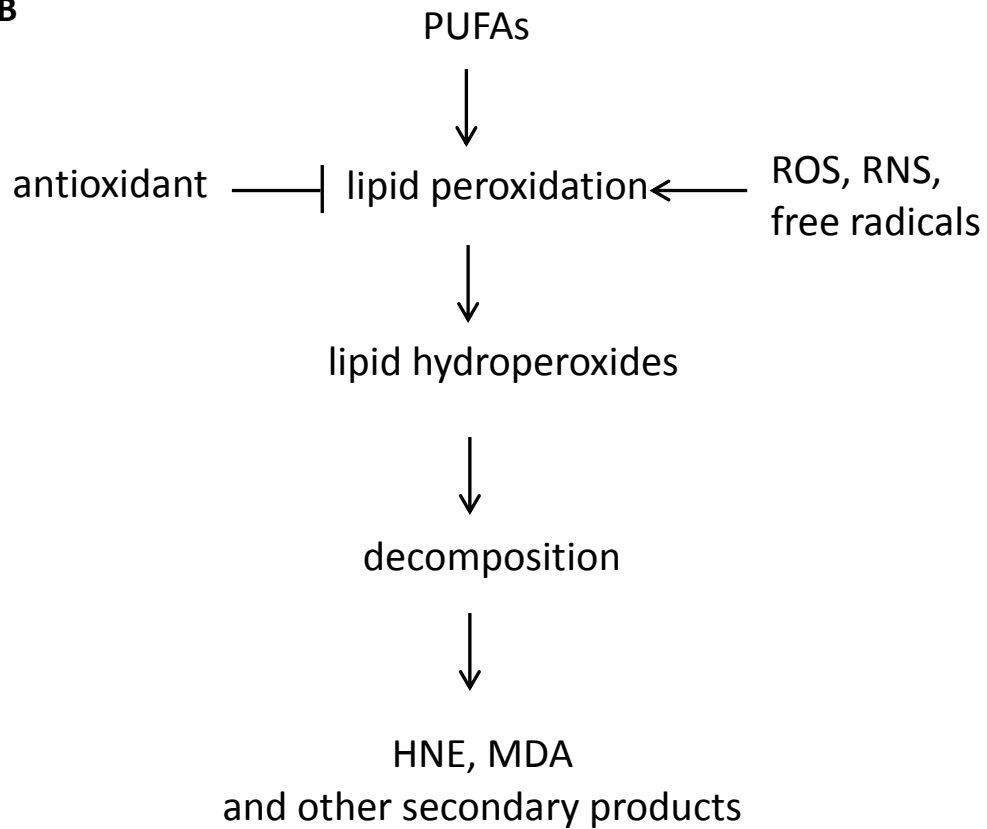 B
PUFAs
antioxidant
lipid peroxidation
ROS, RNS,
free radicals
lipid hydroperoxides
decomposition
HNE, MDA
and other secondary products